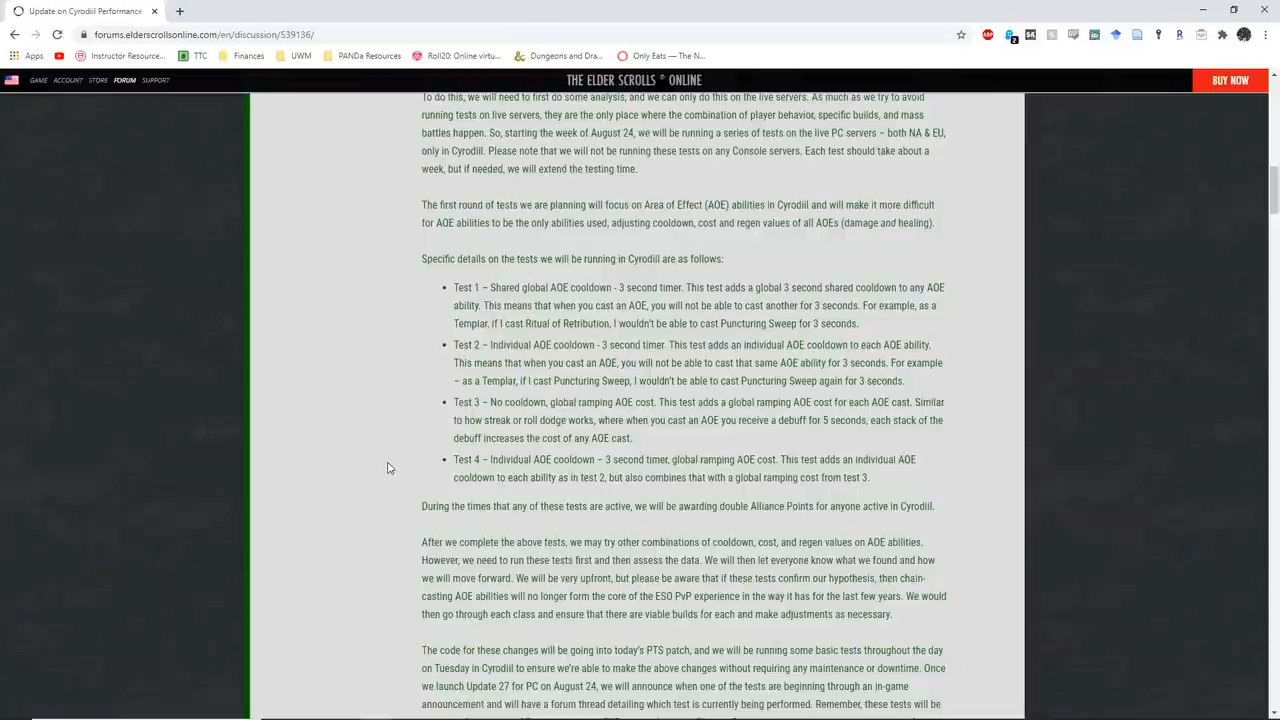 Update on Cyrodiil Performance
forums.elderscrollsonline.com/en/discussion/539136/
Apps
Instructor Resource...
TTC
Finances
UWM
PANDa Resources
Roll20: Online virtu...
Dungeons and Dra...
Only Eats — The N...
GAME ACCOUNT STORE FORUM SUPPORT
THE ELDER SCROLLS ® ONLINE
BUY NOW
To do this, we will need to first do some analysis, and we can only do this on the live servers. As much as we try to avoid
running tests on live servers, they are the only place where the combination of player behavior, specific builds, and mass
battles happen. So, starting the week of August 24, we will be running a series of tests on the live PC servers – both NA & EU,
only in Cyrodiil. Please note that we will not be running these tests on any Console servers. Each test should take about a
week, but if needed, we will extend the testing time.
The first round of tests we are planning will focus on Area of Effect (AOE) abilities in Cyrodiil and will make it more difficult
for AOE abilities to be the only abilities used, adjusting cooldown, cost and regen values of all AOEs (damage and healing).
Specific details on the tests we will be running in Cyrodiil are as follows:
• Test 1 – Shared global AOE cooldown - 3 second timer. This test adds a global 3 second shared cooldown to any AOE
ability. This means that when you cast an AOE, you will not be able to cast another for 3 seconds. For example, as a
Templar, if I cast Ritual of Retribution, I wouldn't be able to cast Puncturing Sweep for 3 seconds.
• Test 2 – Individual AOE cooldown - 3 second timer. This test adds an individual AOE cooldown to each AOE ability.
This means that when you cast an AOE, you will not be able to cast that same AOE ability for 3 seconds. For example
– as a Templar, if I cast Puncturing Sweep, I wouldn't be able to cast Puncturing Sweep again for 3 seconds.
• Test 3 – No cooldown, global ramping AOE cost. This test adds a global ramping AOE cost for each AOE cast. Similar
to how streak or roll dodge works, where when you cast an AOE you receive a debuff for 5 seconds, each stack of the
debuff increases the cost of any AOE cast.
• Test 4 – Individual AOE cooldown – 3 second timer, global ramping AOE cost. This test adds an individual AOE
cooldown to each ability as in test 2, but also combines that with a global ramping cost from test 3.
During the times that any of these tests are active, we will be awarding double Alliance Points for anyone active in Cyrodiil.
After we complete the above tests, we may try other combinations of cooldown, cost, and regen values on AOE abilities.
However, we need to run these tests first and then assess the data. We will then let everyone know what we found and how
we will move forward. We will be very upfront, but please be aware that if these tests confirm our hypothesis, then chain-
casting AOE abilities will no longer form the core of the ESO PvP experience in the way it has for the last few years. We would
then go through each class and ensure that there are viable builds for each and make adjustments as necessary.
The code for these changes will be going into today's PTS patch, and we will be running some basic tests throughout the day
on Tuesday in Cyrodiil to ensure we're able to make the above changes without requiring any maintenance or downtime. Once
we launch Update 27 for PC on August 24, we will announce when one of the tests are beginning through an in-game
announcement and will have a forum thread detailing which test is currently being performed. Remember, these tests will be